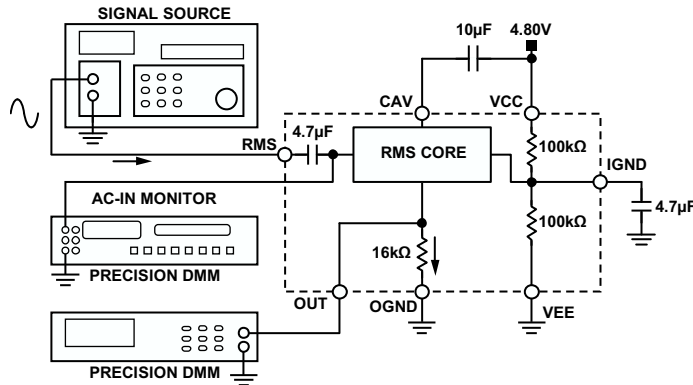 SIGNAL SOURCE
10µF
4.80V
CAV
VCC
4.7µF
RMS
RMS CORE
100kΩ
IGND
AC-IN MONITOR
100kΩ
4.7µF
16kΩ
PRECISION DMM
OUT
OGND
VEE
PRECISION DMM